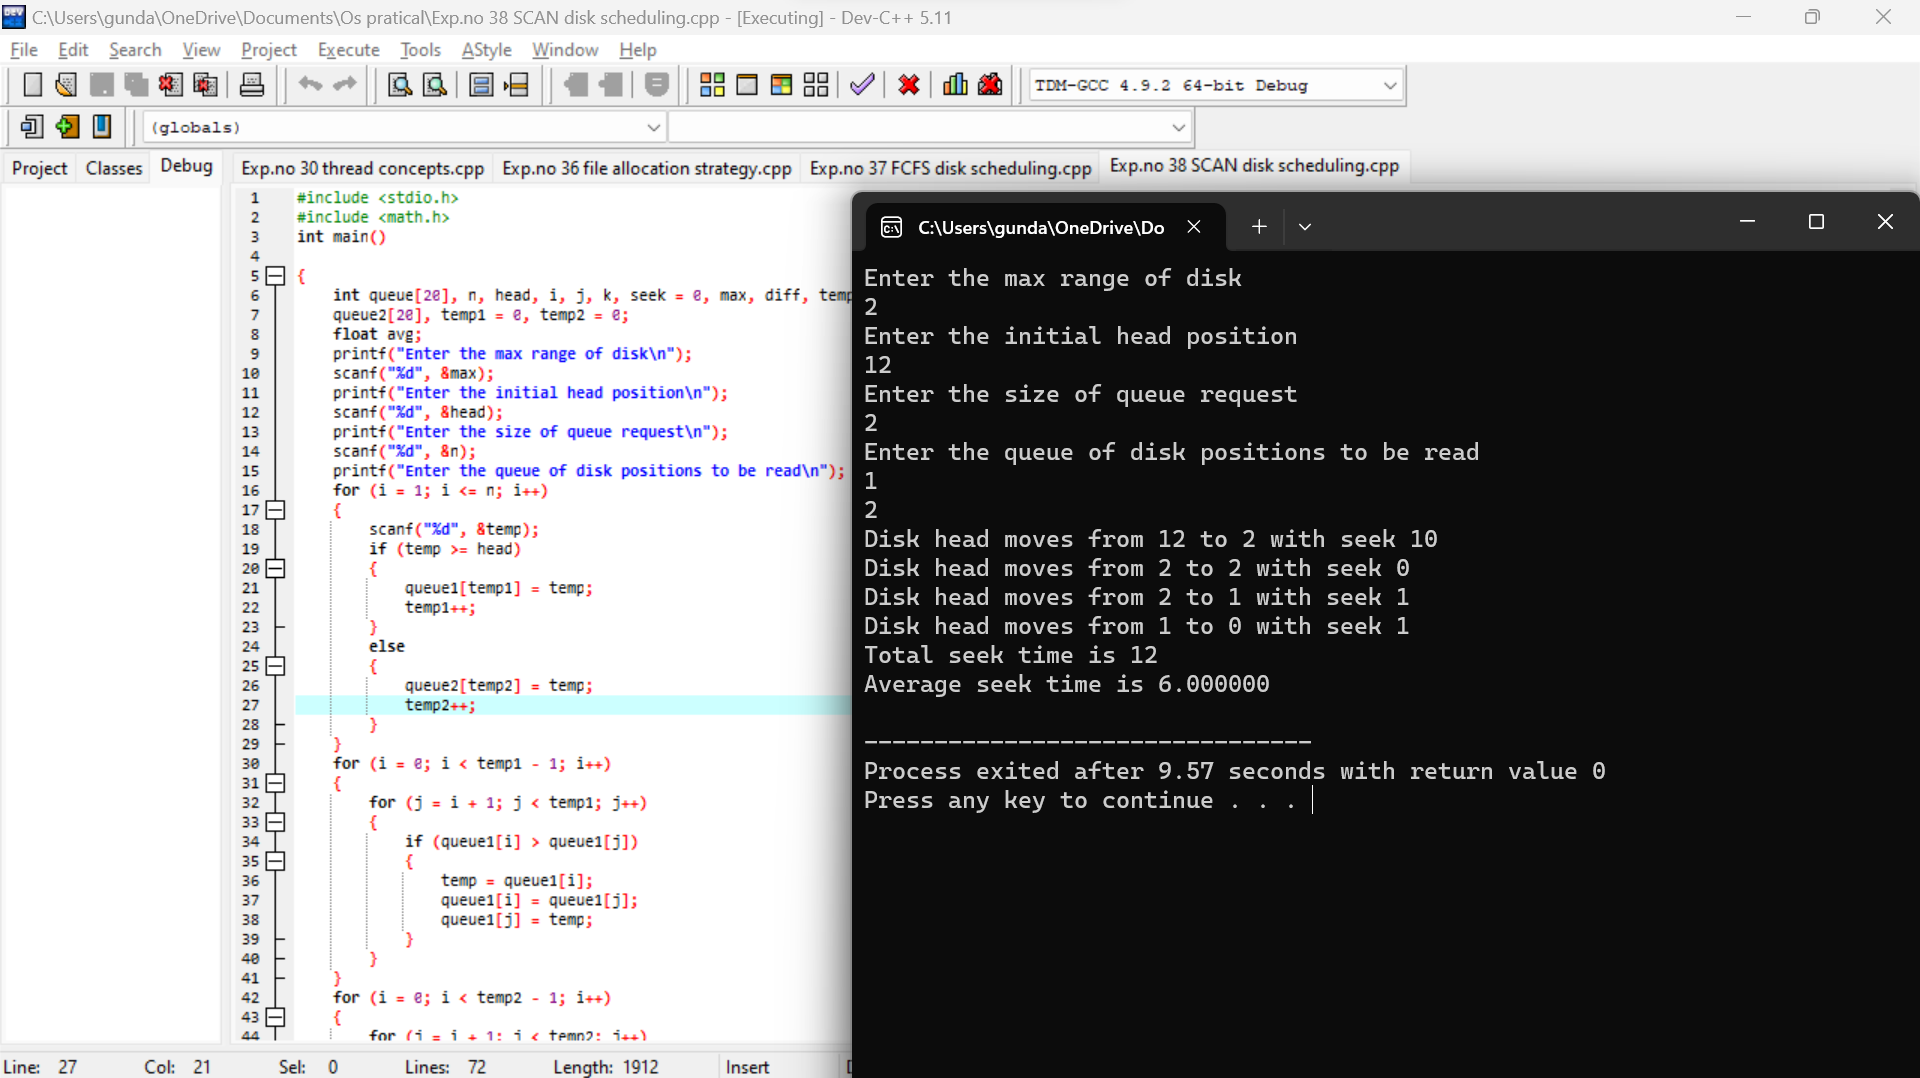 C:\Users\gunda\OneDrive\Documents\Os pratical\Exp.no 38 SCAN disk scheduling.cpp - [Executing] - Dev-C++ 5.11
File Edit Search View Project Execute Tools AStyle Window Help
TDM-GCC 4.9.2 64-bit Debug
(globals)
Project Classes Debug
Exp.no 30 thread concepts.cpp Exp.no 36 file allocation strategy.cpp Exp.no 37 FCFS disk scheduling.cpp Exp.no 38 SCAN disk scheduling.cpp
1 #include <stdio.h>
2 #include <math.h>
3 int main()
4
5 {
6 int queue[20], n, head, i, j, k, seek = 0, max, diff, temp
7 queue2[20], temp1 = 0, temp2 = 0;
8 float avg;
9 printf("Enter the max range of disk\n");
10 scanf("%d", &max);
11 printf("Enter the initial head position\n");
12 scanf("%d", &head);
13 printf("Enter the size of queue request\n");
14 scanf("%d", &n);
15 printf("Enter the queue of disk positions to be read\n");
16 for (i = 1; i <= n; i++)
17 {
18 scanf("%d", &temp);
19 if (temp >= head)
20 {
21 queue1[temp1] = temp;
22 temp1++;
23 }
24 else
25 {
26 queue2[temp2] = temp;
27 temp2++;
28 }
29 }
30 for (i = 0; i < temp1 - 1; i++)
31 {
32 for (j = i + 1; j < temp1; j++)
33 {
34 if (queue1[i] > queue1[j])
35 {
36 temp = queue1[i];
37 queue1[i] = queue1[j];
38 queue1[j] = temp;
39 }
40 }
41 }
42 for (i = 0; i < temp2 - 1; i++)
43 {
44 for (j = i + 1; j < temp2; j++)
Line: 27 Col: 21 Sel: 0 Lines: 72 Length: 1912 Insert
C:\Users\gunda\OneDrive\Do
Enter the max range of disk
2
Enter the initial head position
12
Enter the size of queue request
2
Enter the queue of disk positions to be read
1
2
Disk head moves from 12 to 2 with seek 10
Disk head moves from 2 to 2 with seek 0
Disk head moves from 2 to 1 with seek 1
Disk head moves from 1 to 0 with seek 1
Total seek time is 12
Average seek time is 6.000000
--------------------------------
Process exited after 9.57 seconds with return value 0
Press any key to continue . . .